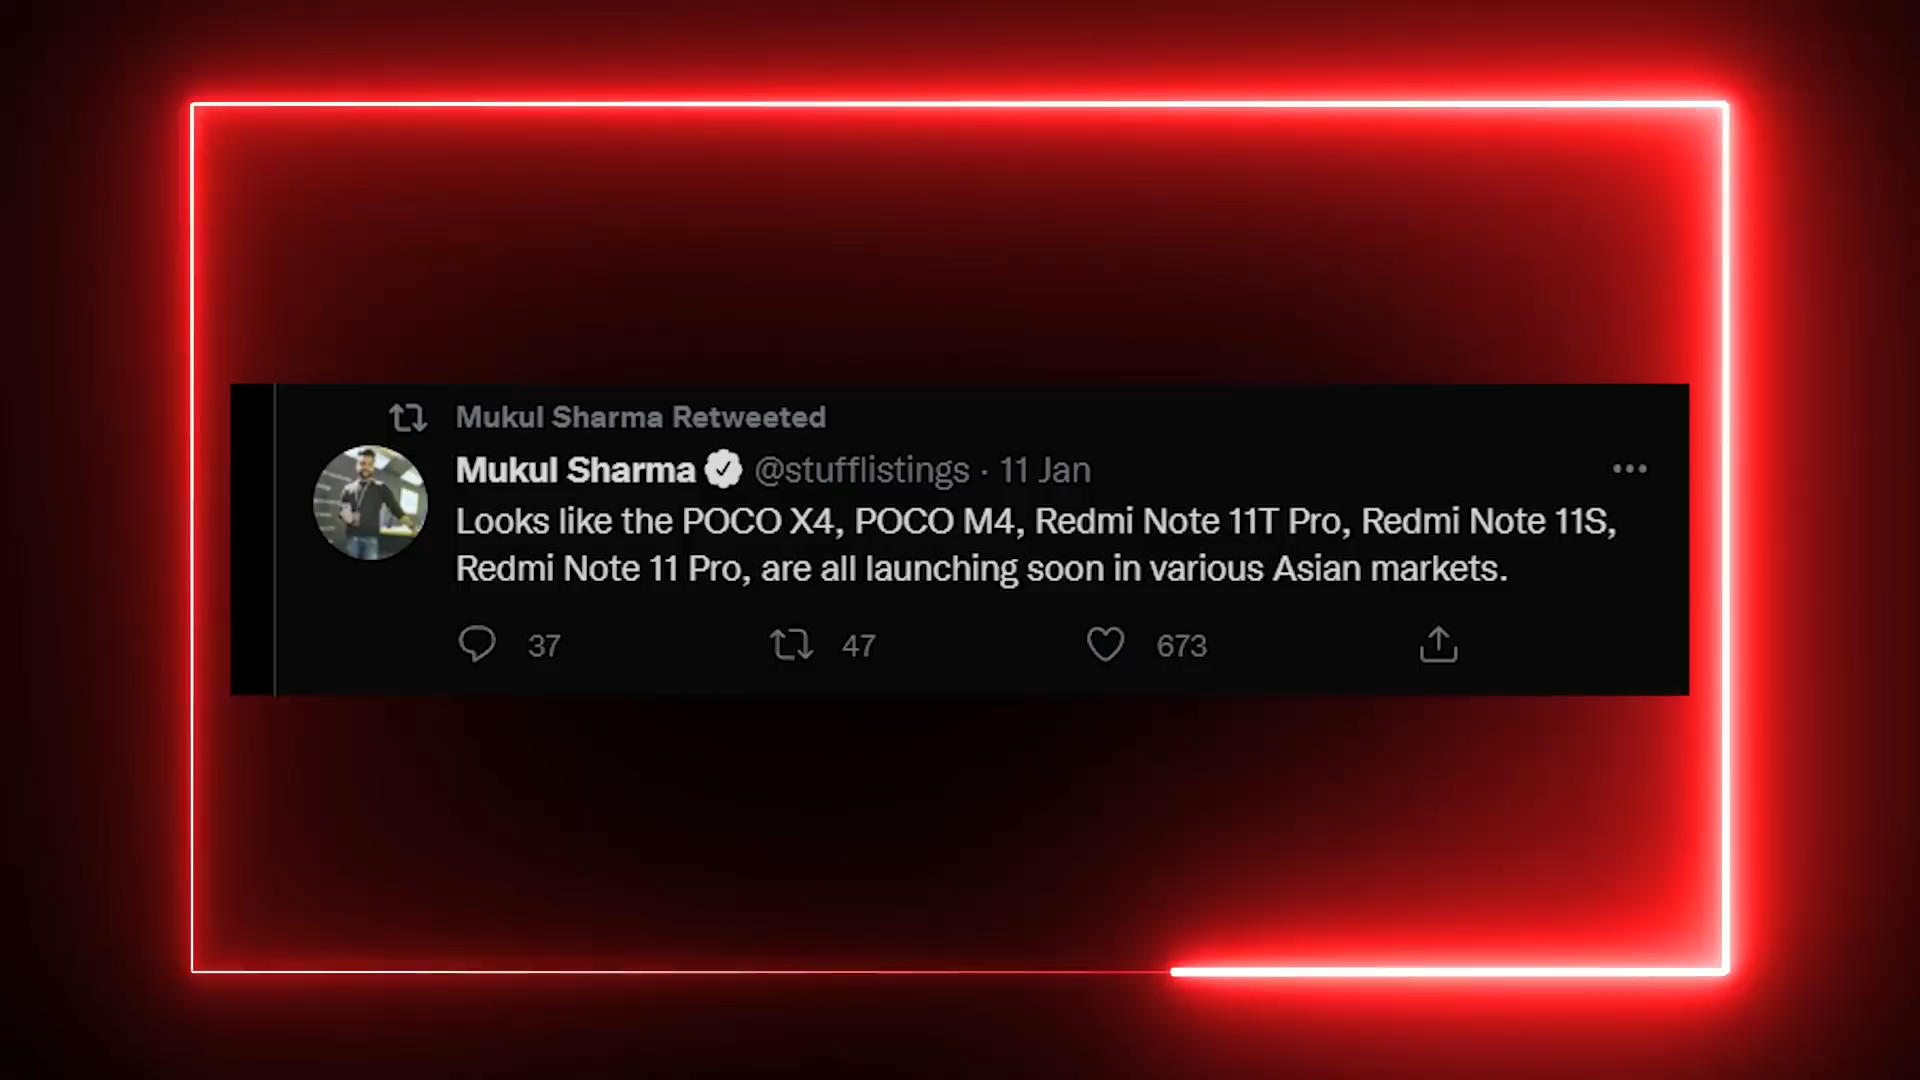 Mukul Sharma Retweeted
Mukul Sharma @stufflistings · 11 Jan
Looks like the POCO X4, POCO M4, Redmi Note 11T Pro, Redmi Note 11S,
Redmi Note 11 Pro, are all launching soon in various Asian markets.
37 47 673